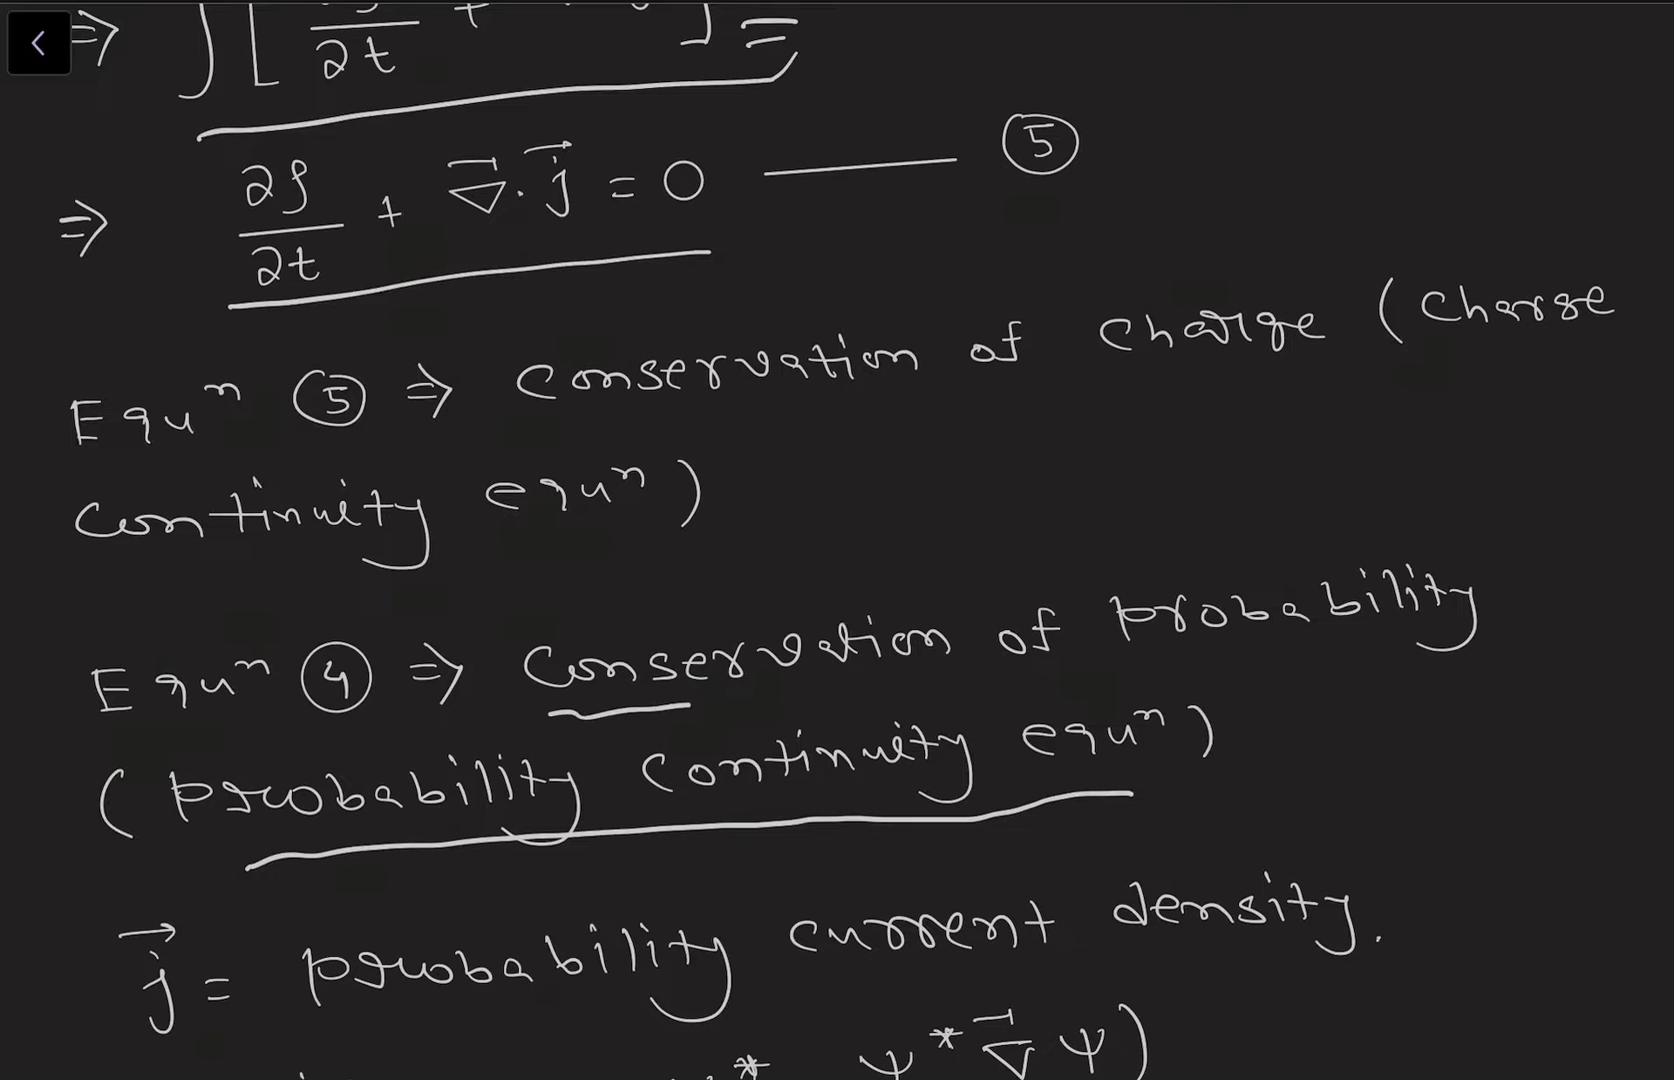 ⇒ ∫ [ ∂t + ] =
⇒ ∂ρ/∂t + ∇⃗·j⃗ = 0 —— ⑤
Equⁿ ⑤ ⇒ Conservation of Charge (Charge
Continuity equⁿ)
Equⁿ ④ ⇒ Conservation of probability
(probability Continuity equⁿ)
j⃗ = probability current density.
* ψ*∇⃗ψ)